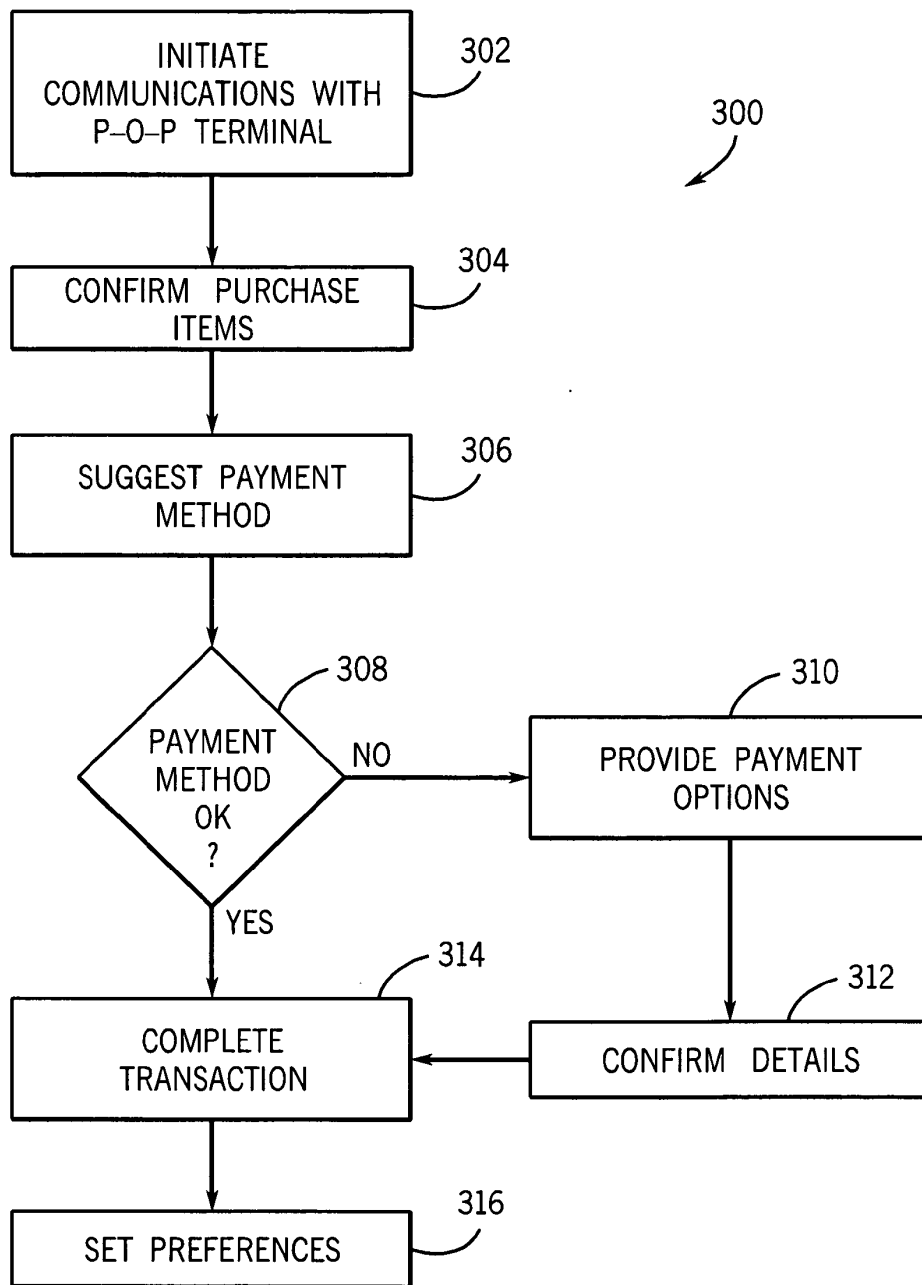 INITIATE
COMMUNICATIONS WITH
P-O-P TERMINAL
302
300
CONFIRM PURCHASE
ITEMS
304
SUGGEST PAYMENT
METHOD
306
PAYMENT
METHOD
OK
?
308
NO
YES
PROVIDE PAYMENT
OPTIONS
310
CONFIRM DETAILS
312
COMPLETE
TRANSACTION
314
SET PREFERENCES
316